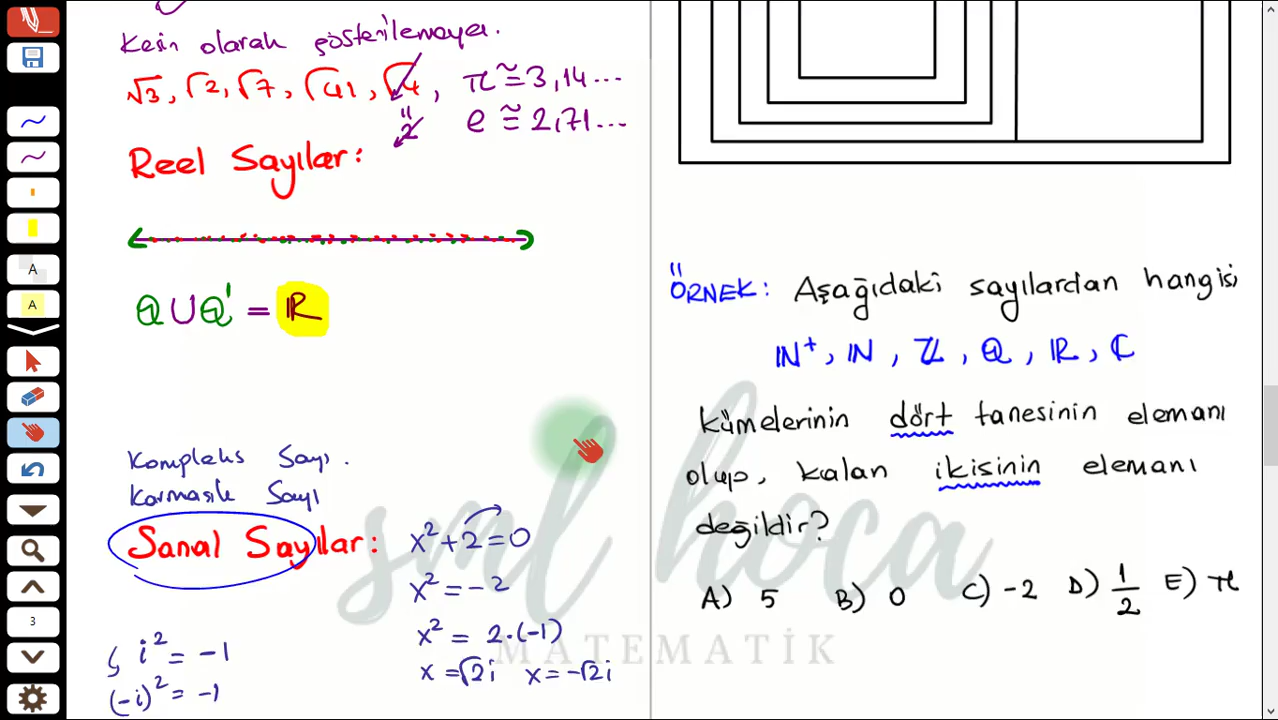 Kesin olarak gösterilemeyen.
√3, √2, √7, √41, √4, π ≅ 3,14...
"
2
e ≅ 2,71...
Reel Sayılar:
Q ∪ Q' = R
Kompleks Sayı.
Karmaşık Sayı
Sanal Sayılar:
x² + 2 = 0
x² = -2
x² = 2·(-1)
x = √2i x = -√2i
i² = -1
(-i)² = -1
ÖRNEK: Aşağıdaki sayılardan hangisi
N⁺, N, Z, Q, R, C
kümelerinin dört tanesinin elemanı
olup, kalan ikisinin elemanı
değildir?
A) 5 B) 0 C) -2 D) 1/2 E) π
sml hoca
MATEMATİK
A
A
3